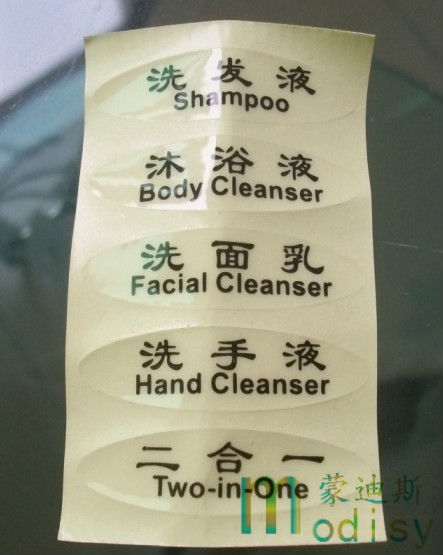 洗发液
Shampoo
沐浴液
Body Cleanser
洗面乳
Facial Cleanser
洗手液
Hand Cleanser
二合一
Two-in-One
蒙迪斯
modisy